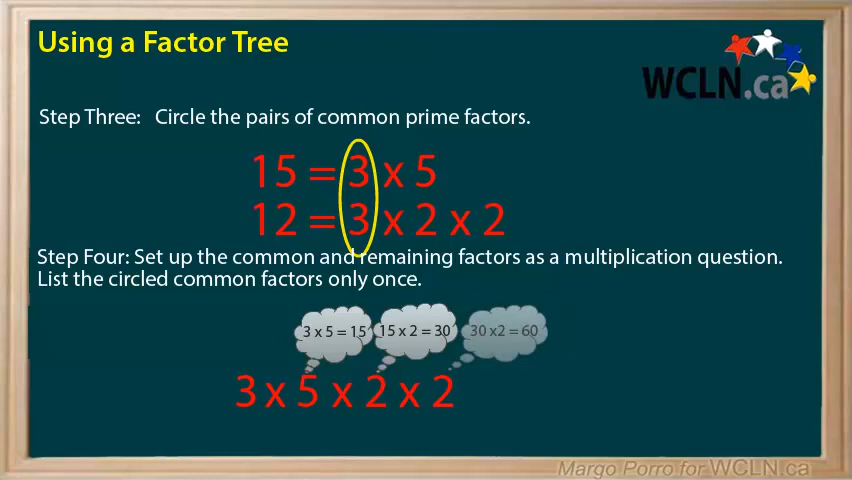 Using a Factor Tree
WCLN.ca
Step Three: Circle the pairs of common prime factors.
15 = 3 x 5
12 = 3 x 2 x 2
Step Four: Set up the common and remaining factors as a multiplication question.
List the circled common factors only once.
3 x 5 = 15
15 x 2 = 30
30 x2 = 60
3 x 5 x 2 x 2
Margo Porro for WCLN.ca